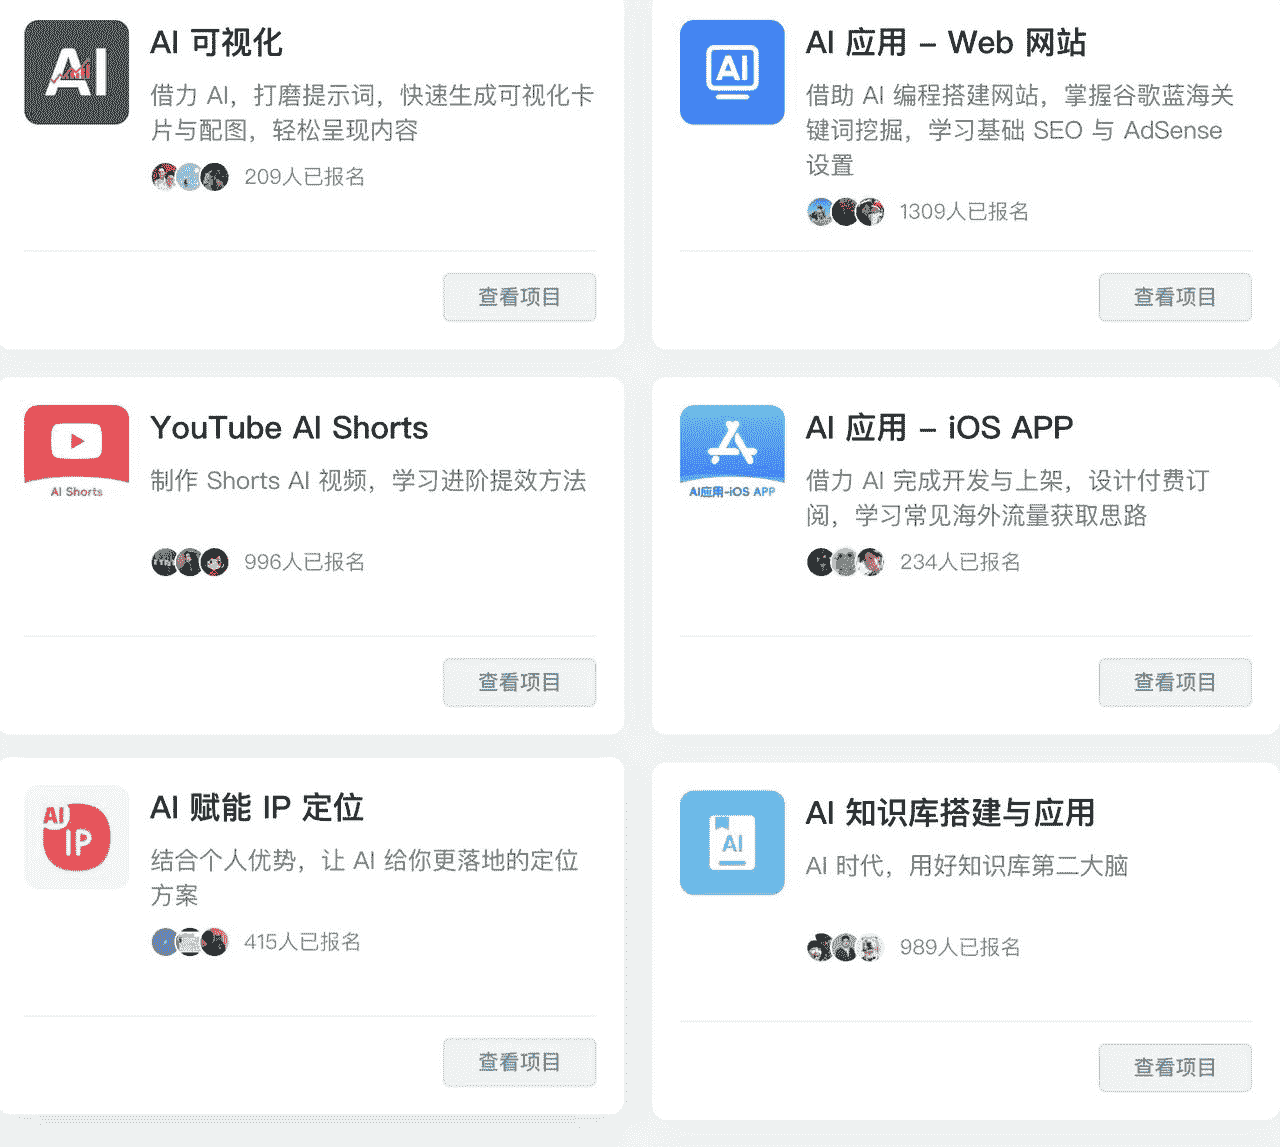 AI
AI 可视化
借力 AI，打磨提示词，快速生成可视化卡
片与配图，轻松呈现内容
209人已报名
查看项目
AI
AI 应用 – Web 网站
借助 AI 编程搭建网站，掌握谷歌蓝海关
键词挖掘，学习基础 SEO 与 AdSense
设置
1309人已报名
查看项目
AI Shorts
YouTube AI Shorts
制作 Shorts AI 视频，学习进阶提效方法
996人已报名
查看项目
AI应用-iOS APP
AI 应用 – iOS APP
借力 AI 完成开发与上架，设计付费订
阅，学习常见海外流量获取思路
234人已报名
查看项目
AI
IP
AI 赋能 IP 定位
结合个人优势，让 AI 给你更落地的定位
方案
415人已报名
查看项目
AI
AI 知识库搭建与应用
AI 时代，用好知识库第二大脑
989人已报名
查看项目